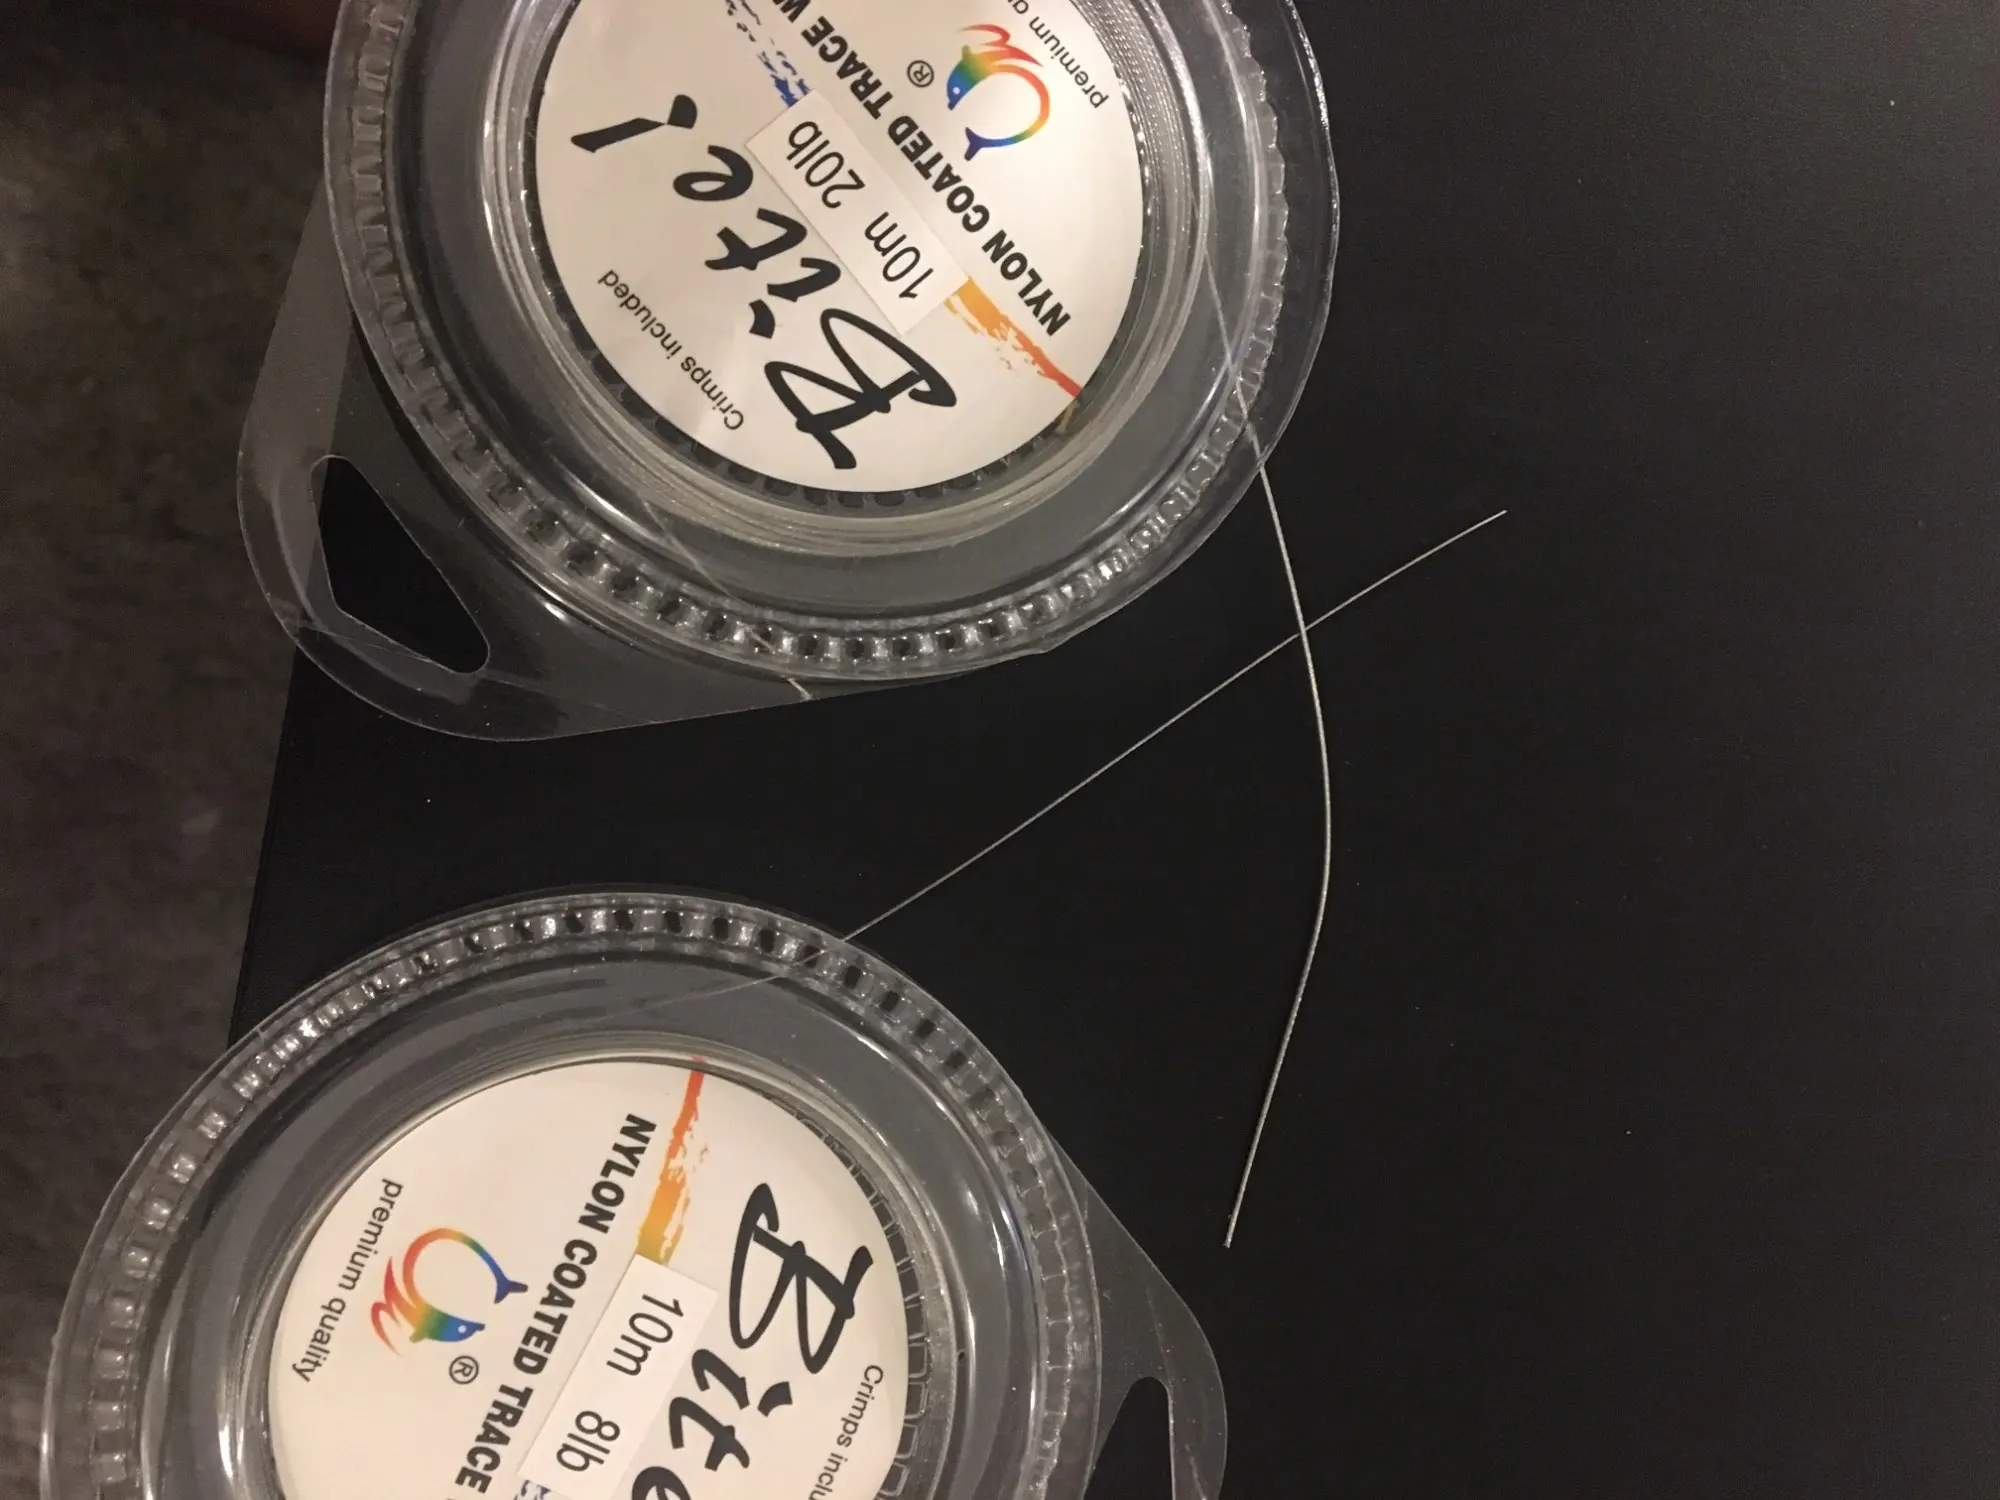 premium qu
®
NYLON COATED TRACE W
10m 20lb
Bite!
Crimps included
premium quality
®
NYLON COATED TRACE
10m 8lb
Bite
Crimps inclu